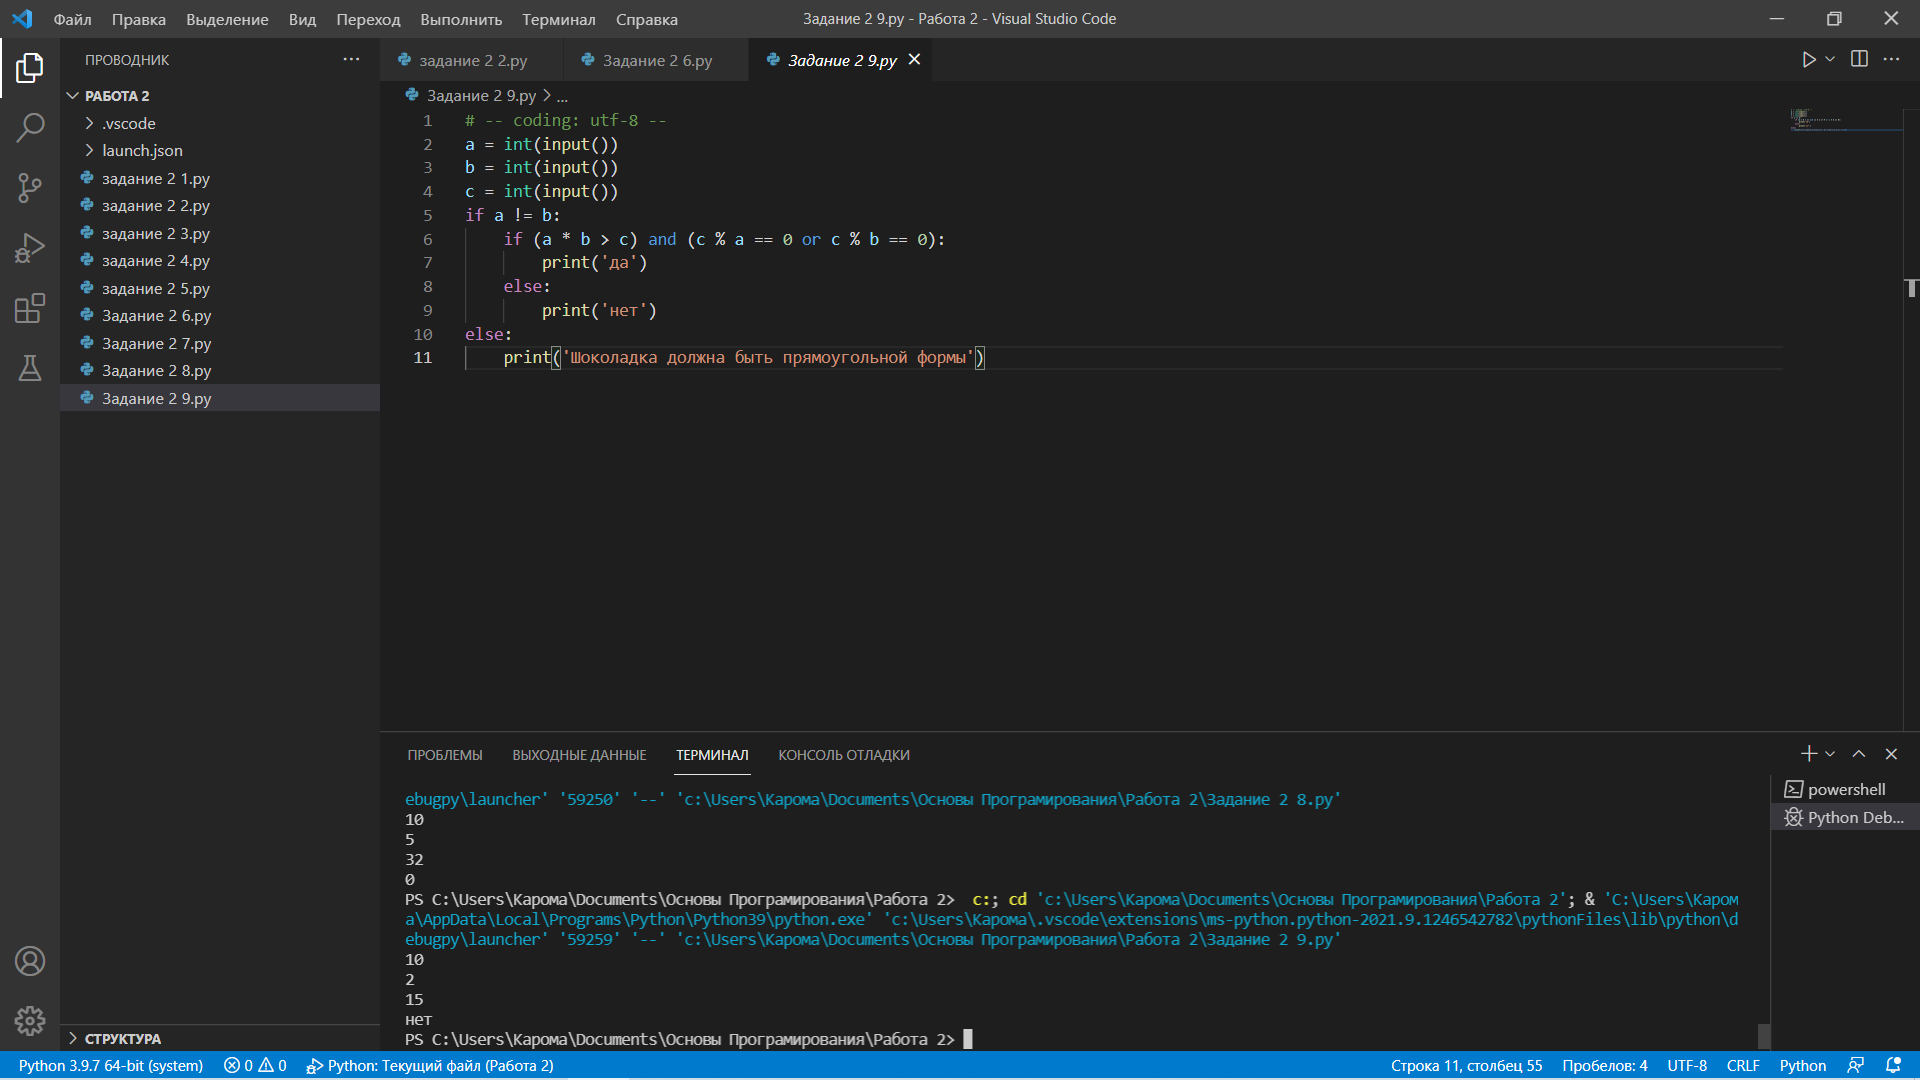 Файл Правка Выделение Вид Переход Выполнить Терминал Справка
Задание 2 9.py - Работа 2 - Visual Studio Code
ПРОВОДНИК
РАБОТА 2
.vscode
launch.json
задание 2 1.py
задание 2 2.py
задание 2 3.py
задание 2 4.py
задание 2 5.py
Задание 2 6.py
Задание 2 7.py
Задание 2 8.py
Задание 2 9.py
СТРУКТУРА
задание 2 2.py Задание 2 6.py Задание 2 9.py
Задание 2 9.py > ...
1 # -- coding: utf-8 --
2 a = int(input())
3 b = int(input())
4 c = int(input())
5 if a != b:
6 if (a * b > c) and (c % a == 0 or c % b == 0):
7 print('да')
8 else:
9 print('нет')
10 else:
11 print('Шоколадка должна быть прямоугольной формы')
ПРОБЛЕМЫ ВЫХОДНЫЕ ДАННЫЕ ТЕРМИНАЛ КОНСОЛЬ ОТЛАДКИ
ebugpy\launcher' '59250' '--' 'c:\Users\Карома\Documents\Основы Програмирования\Работа 2\Задание 2 8.py'
10
5
32
0
PS C:\Users\Карома\Documents\Основы Програмирования\Работа 2> c:; cd 'c:\Users\Карома\Documents\Основы Програмирования\Работа 2'; & 'C:\Users\Каром
а\AppData\Local\Programs\Python\Python39\python.exe' 'c:\Users\Карома\.vscode\extensions\ms-python.python-2021.9.1246542782\pythonFiles\lib\python\d
ebugpy\launcher' '59259' '--' 'c:\Users\Карома\Documents\Основы Програмирования\Работа 2\Задание 2 9.py'
10
2
15
нет
PS C:\Users\Карома\Documents\Основы Програмирования\Работа 2>
powershell
Python Deb...
Python 3.9.7 64-bit (system) 0 0 Python: Текущий файл (Работа 2)
Строка 11, столбец 55 Пробелов: 4 UTF-8 CRLF Python